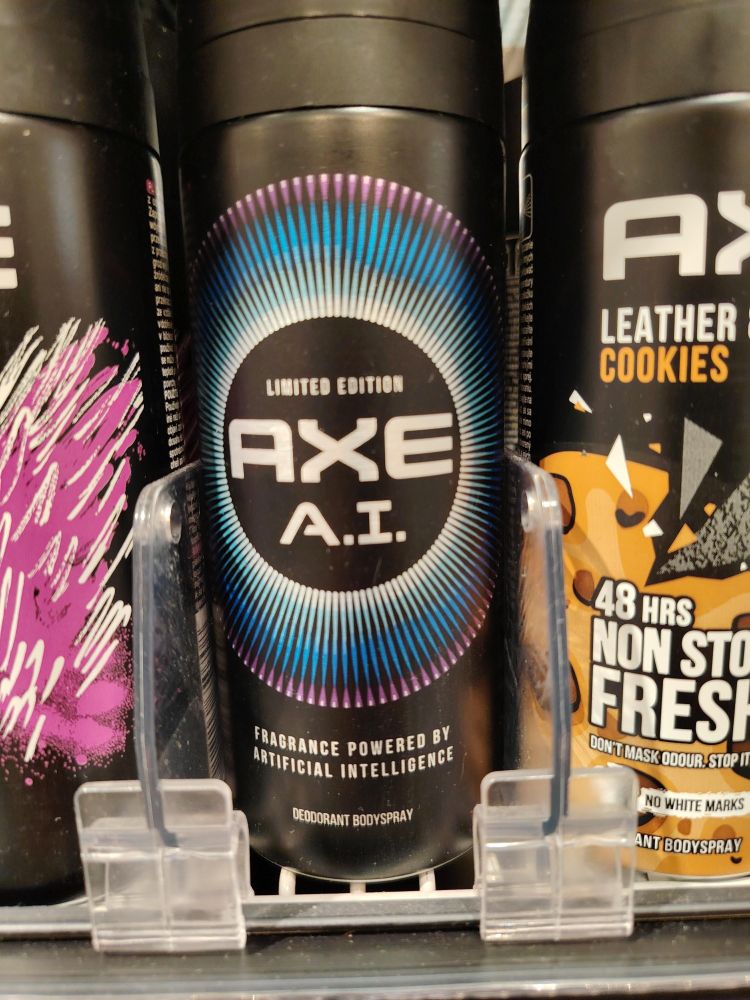 LIMITED EDITION
AXE
A.I.
FRAGRANCE POWERED BY
ARTIFICIAL INTELLIGENCE
DEODORANT BODYSPRAY
E
AX
LEATHER
COOKIES
48 HRS
NON STO
FRESH
DON'T MASK ODOUR. STOP IT
NO WHITE MARKS
ANT BODYSPRAY